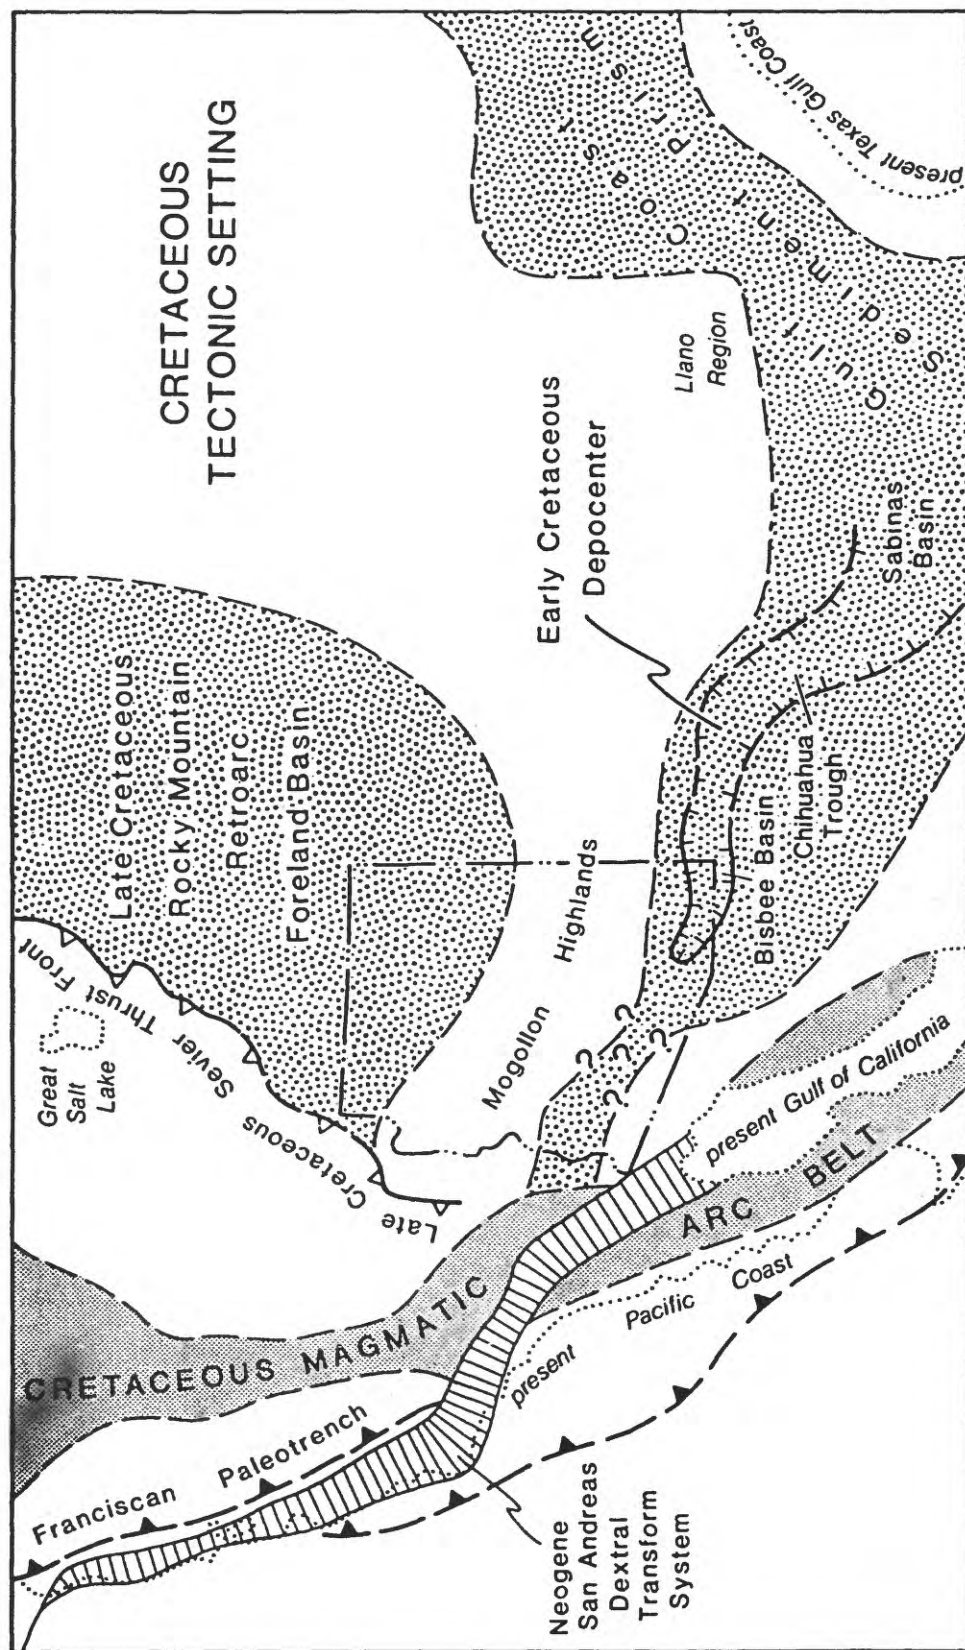 CRETACEOUS
TECTONIC SETTING
Late Cretaceous
Rocky Mountain
Retroarc
Foreland Basin
Great
Salt
Lake
Late Cretaceous Sevier Thrust Front
Mogollon Highlands
Early Cretaceous
Depocenter
Llano
Region
Gulf Coast
Sediment Prism
present Texas Gulf Coast
Sabinas
Basin
Chihuahua
Trough
Bisbee Basin
? ? ? ?
present Gulf of California
CRETACEOUS MAGMATIC
ARC BELT
present Pacific Coast
Franciscan Paleotrench
Neogene
San Andreas
Dextral
Transform
System